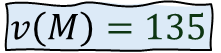 v(M) = 135